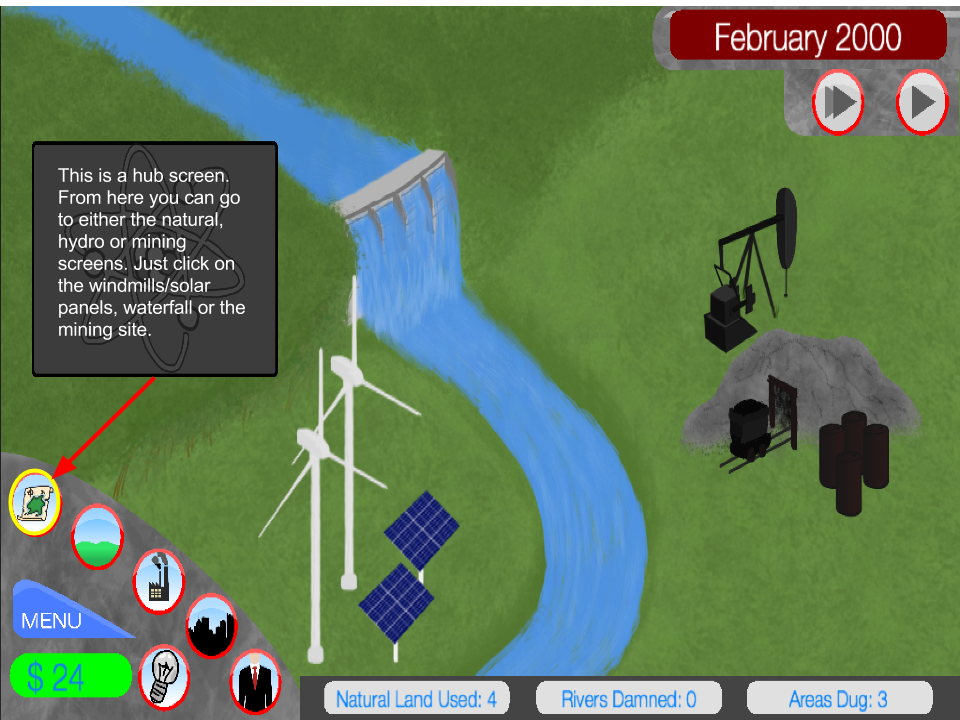 February 2000
This is a hub screen.
From here you can go
to either the natural,
hydro or mining
screens. Just click on
the windmills/solar
panels, waterfall or the
mining site.
MENU
$ 24
Natural Land Used: 4
Rivers Damned: 0
Areas Dug: 3